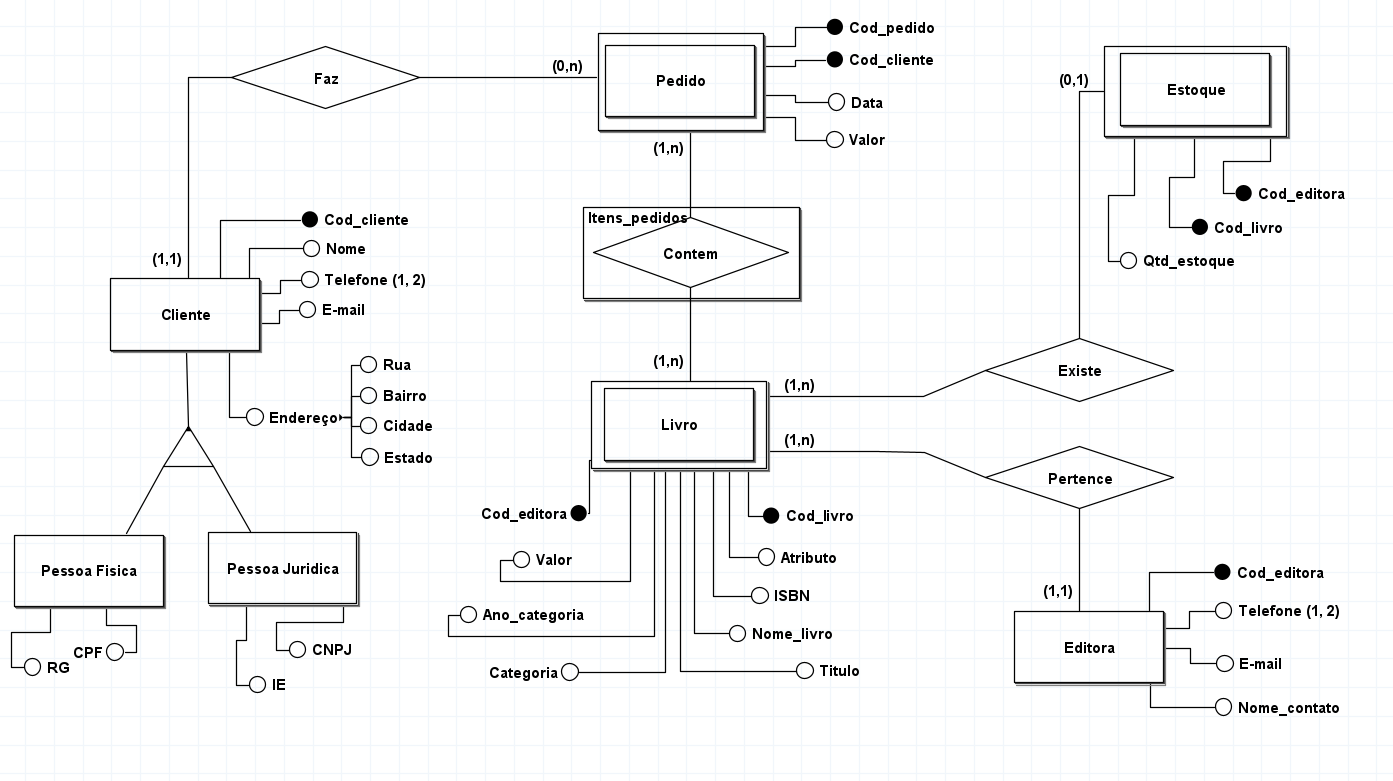 Faz
(0,n)
Pedido
Cod_pedido
Cod_cliente
Data
Valor
(1,n)
(0,1)
Estoque
Cod_editora
Cod_livro
Qtd_estoque
Itens_pedidos
Contem
(1,1)
Cod_cliente
Nome
Telefone (1, 2)
E-mail
Cliente
Rua
Bairro
Endereço
Cidade
Estado
(1,n)
Livro
(1,n)
Existe
(1,n)
Pertence
Pessoa Fisica
Pessoa Juridica
RG
CPF
CNPJ
IE
Cod_editora
Valor
Ano_categoria
Categoria
Cod_livro
Atributo
ISBN
Nome_livro
Titulo
(1,1)
Editora
Cod_editora
Telefone (1, 2)
E-mail
Nome_contato